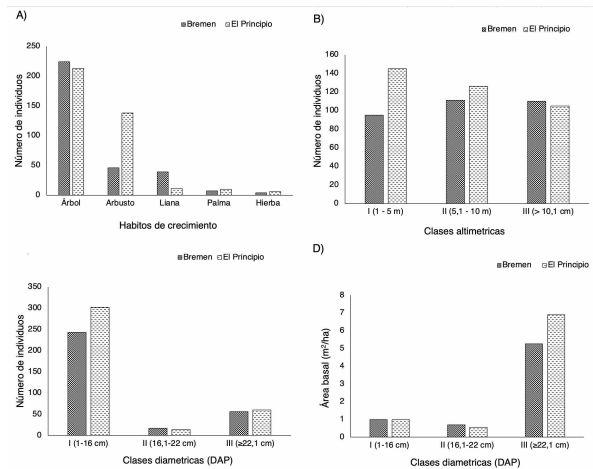 A)
Bremen El Principio
Número de individuos
250
200
150
100
50
0
Árbol Arbusto Liana Palma Hierba
Habitos de crecimiento
B)
Bremen El Principio
Número de individuos
160
140
120
100
80
60
40
20
0
I (1 - 5 m) II (5,1 - 10 m) III (> 10,1 cm)
Clases altimetricas
Bremen El Principio
Número de individuos
350
300
250
200
150
100
50
0
I (1-16 cm) II (16,1-22 cm) III (≥22,1 cm)
Clases diametricas (DAP)
D)
Bremen El Principio
Área basal (m²/ha)
8
7
6
5
4
3
2
1
0
I (1-16 cm) II (16,1-22 cm) III (≥22,1 cm)
Clases diametricas (DAP)